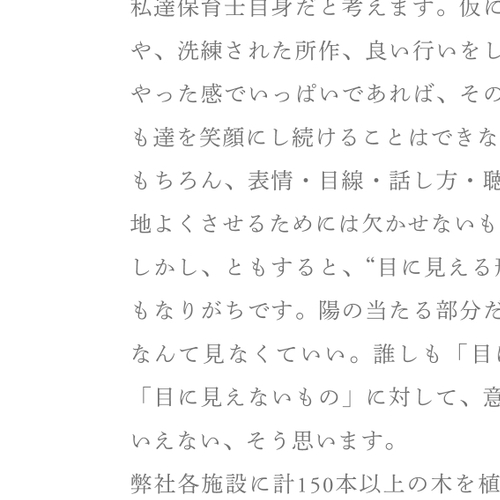 私達保育士自身だと考えます。仮に
や、洗練された所作、良い行いをし
やった感でいっぱいであれば、その
も達を笑顔にし続けることはできな
もちろん、表情・目線・話し方・聴
地よくさせるためには欠かせないも
しかし、ともすると、“目に見える
もなりがちです。陽の当たる部分だ
なんて見なくていい。誰しも「目に
「目に見えないもの」に対して、意
いえない、そう思います。
弊社各施設に計150本以上の木を植